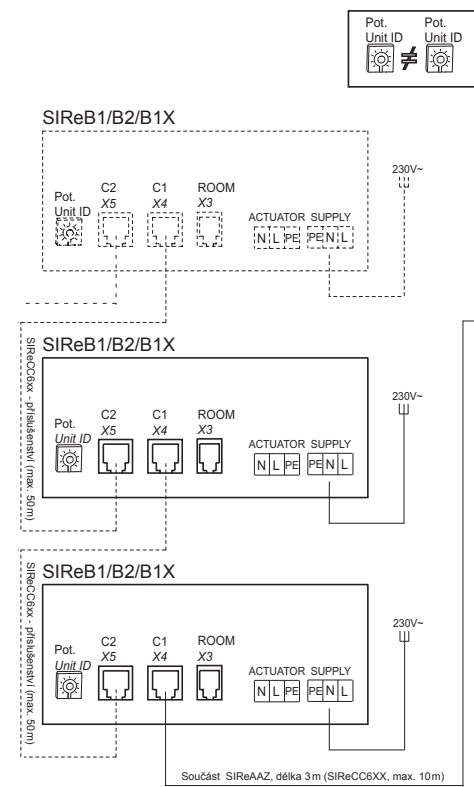 Pot. Pot.
Unit ID Unit ID
≠
SIReB1/B2/B1X
230V~
Pot.
Unit ID
C2
X5
C1
X4
ROOM
X3
ACTUATOR SUPPLY
N L PE PE N L
SIReCC6xx - příslušenství (max. 50m)
SIReB1/B2/B1X
230V~
Pot.
Unit ID
C2
X5
C1
X4
ROOM
X3
ACTUATOR SUPPLY
N L PE PE N L
SIReCC6xx - příslušenství (max. 50m)
SIReB1/B2/B1X
230V~
Pot.
Unit ID
C2
X5
C1
X4
ROOM
X3
ACTUATOR SUPPLY
N L PE PE N L
Součást SIReAAZ, délka 3m (SIReCC6XX, max. 10m)